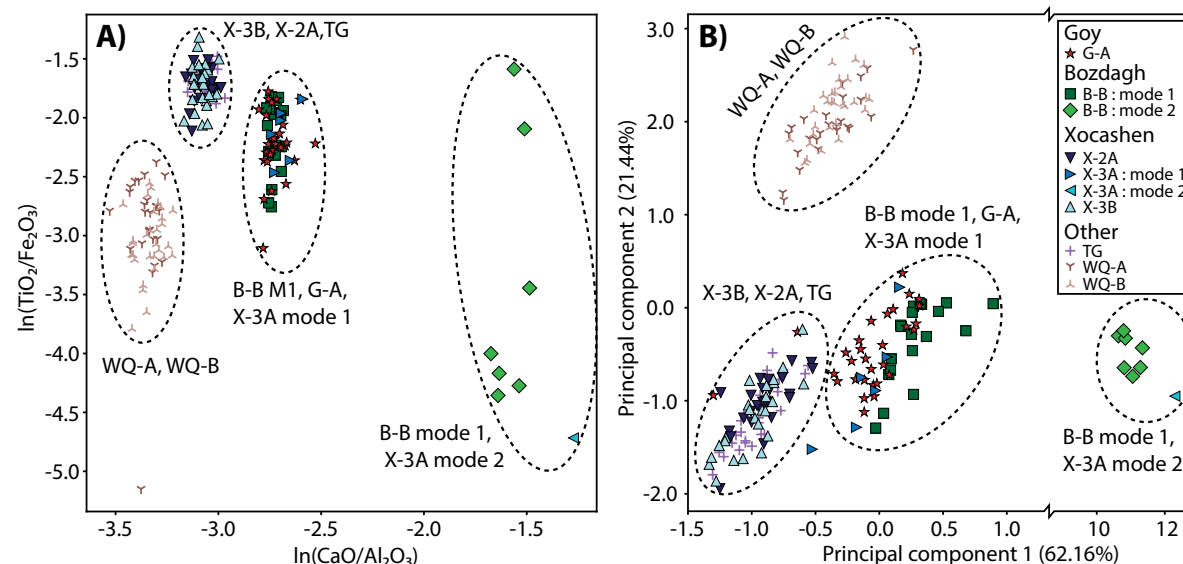 A)
X-3B, X-2A,TG
B-B M1, G-A,
X-3A mode 1
WQ-A, WQ-B
B-B mode 1,
X-3A mode 2
-1.5
-2.0
-2.5
-3.0
-3.5
-4.0
-4.5
-5.0
ln(TiO2/Fe2O3)
-3.5 -3.0 -2.5 -2.0 -1.5
ln(CaO/Al2O3)
B)
WQ-A, WQ-B
B-B mode 1, G-A,
X-3A mode 1
X-3B, X-2A, TG
B-B mode 1,
X-3A mode 2
3.0
2.0
1.0
0.0
-1.0
-2.0
Principal component 2 (21.44%)
-1.5 -1.0 -0.5 0.0 0.5 1.0 10 12
Principal component 1 (62.16%)
Goy
G-A
Bozdagh
B-B : mode 1
B-B : mode 2
Xocashen
X-2A
X-3A : mode 1
X-3A : mode 2
X-3B
Other
TG
WQ-A
WQ-B